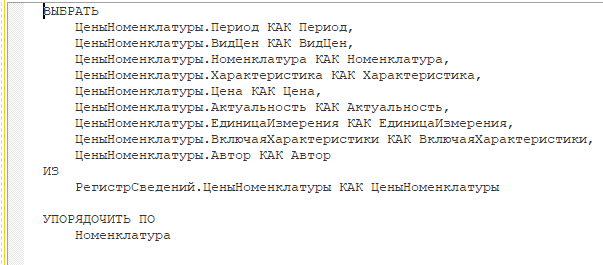 ВЫБРАТЬ
ЦеныНоменклатуры.Период КАК Период,
ЦеныНоменклатуры.ВидЦен КАК ВидЦен,
ЦеныНоменклатуры.Номенклатура КАК Номенклатура,
ЦеныНоменклатуры.Характеристика КАК Характеристика,
ЦеныНоменклатуры.Цена КАК Цена,
ЦеныНоменклатуры.Актуальность КАК Актуальность,
ЦеныНоменклатуры.ЕдиницаИзмерения КАК ЕдиницаИзмерения,
ЦеныНоменклатуры.ВключаяХарактеристики КАК ВключаяХарактеристики,
ЦеныНоменклатуры.Автор КАК Автор
ИЗ
РегистрСведений.ЦеныНоменклатуры КАК ЦеныНоменклатуры
УПОРЯДОЧИТЬ ПО
Номенклатура